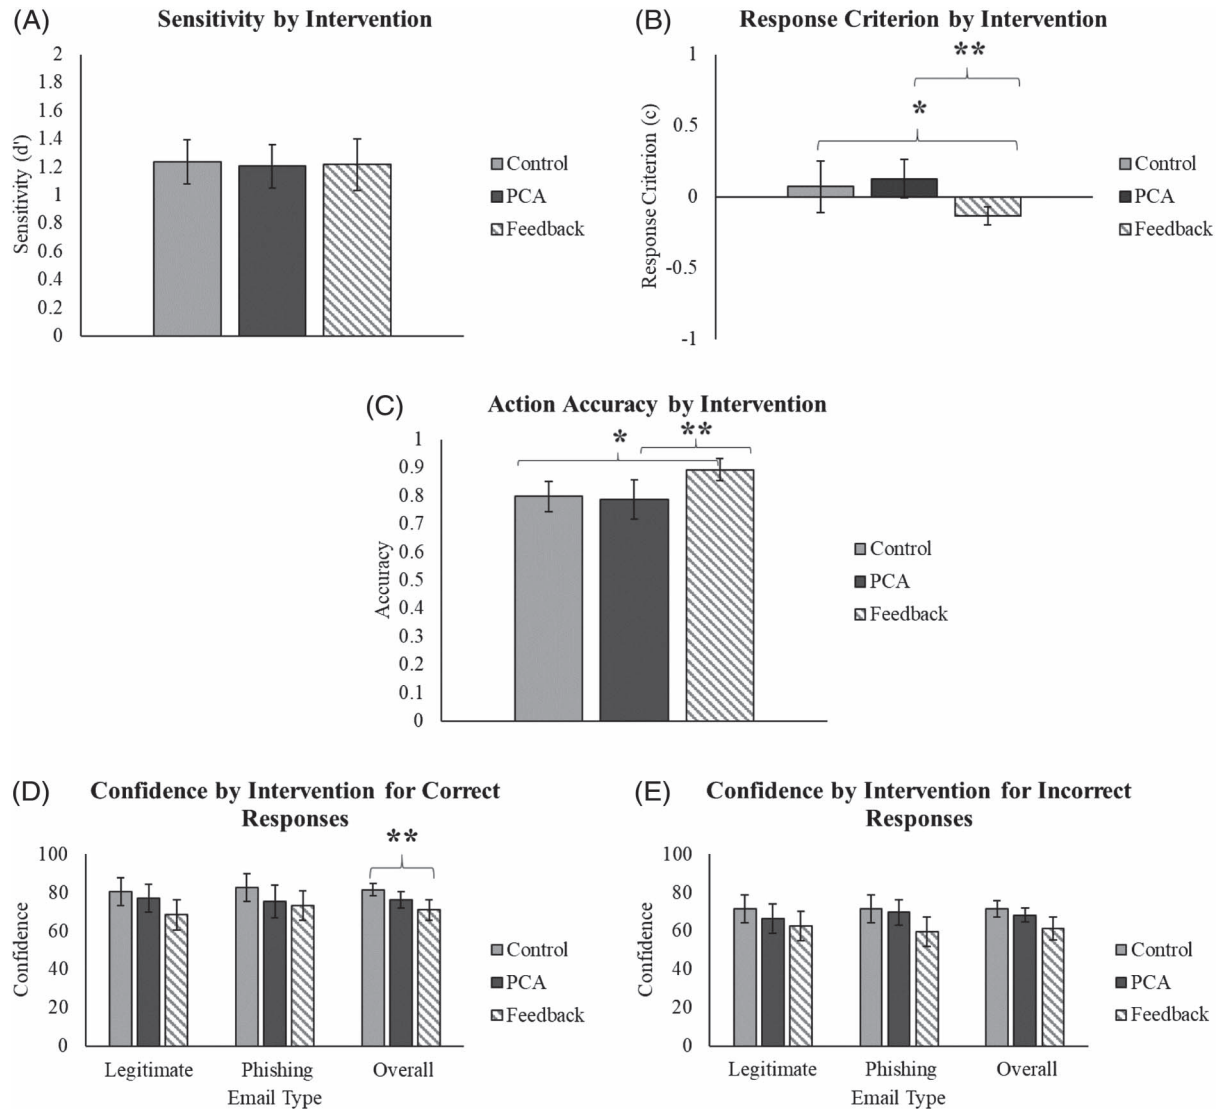 (A) Sensitivity by Intervention
2
1.8
1.6
1.4
1.2
1
0.8
0.6
0.4
0.2
0
Sensitivity (d')
Control
PCA
Feedback
(B) Response Criterion by Intervention
1
0.5
0
-0.5
-1
Response Criterion (c)
**
*
Control
PCA
Feedback
(C) Action Accuracy by Intervention
1
0.9
0.8
0.7
0.6
0.5
0.4
0.3
0.2
0.1
0
Accuracy
* **
Control
PCA
Feedback
(D) Confidence by Intervention for Correct
Responses
**
100
80
60
40
20
0
Confidence
Legitimate Phishing Overall
Email Type
Control
PCA
Feedback
(E) Confidence by Intervention for Incorrect
Responses
100
80
60
40
20
0
Confidence
Legitimate Phishing Overall
Email Type
Control
PCA
Feedback